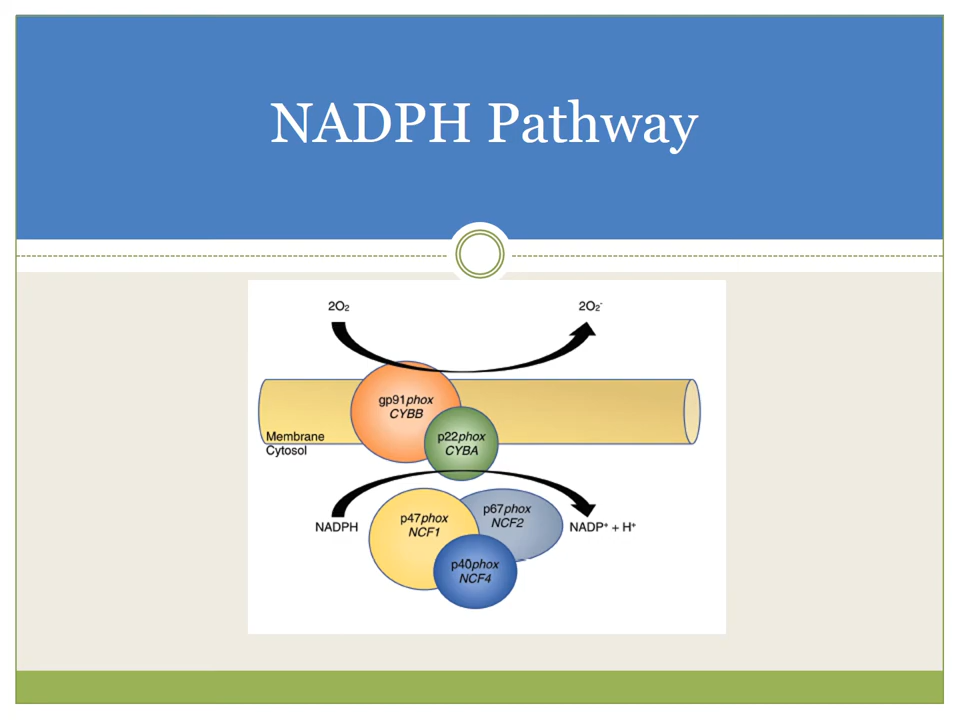 NADPH Pathway
2O₂
2O₂⁻
gp91phox
CYBB
p22phox
CYBA
Membrane
Cytosol
NADPH
p47phox
NCF1
p67phox
NCF2
NADP⁺ + H⁺
p40phox
NCF4